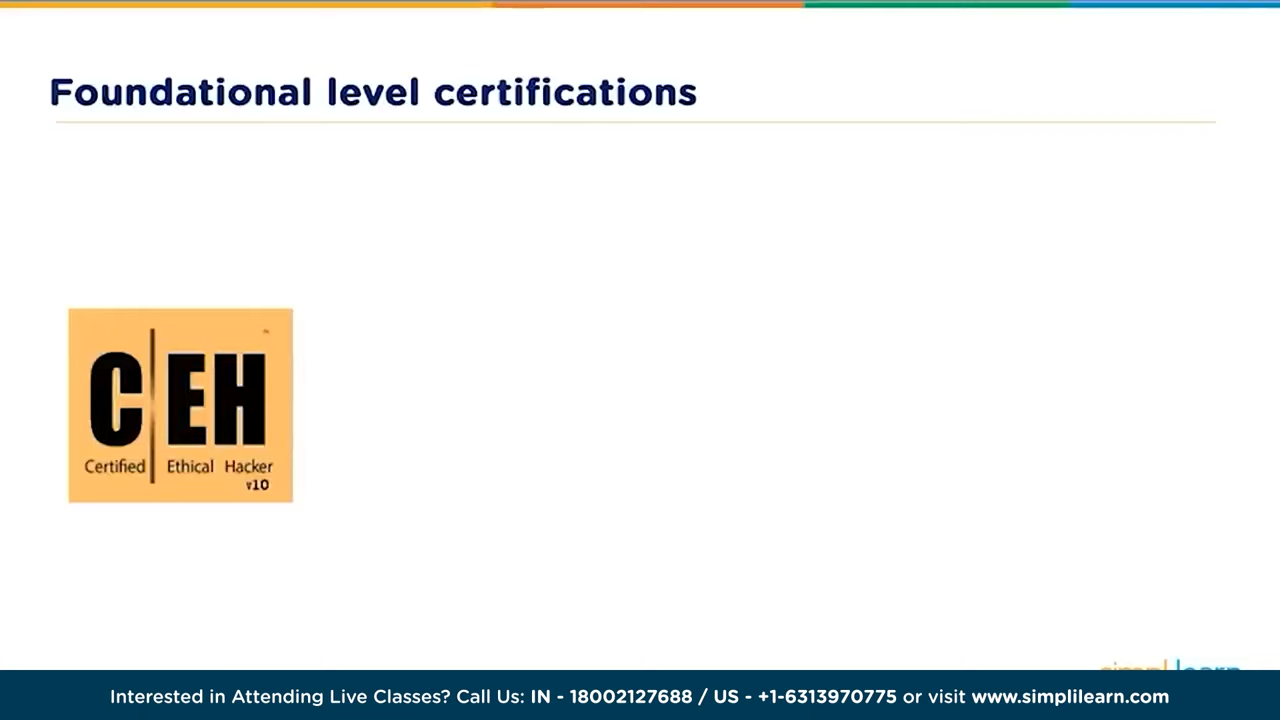 Foundational level certifications
C EH
Certified Ethical Hacker
v10
simplilearn
Interested in Attending Live Classes? Call Us: IN - 18002127688 / US - +1-6313970775 or visit www.simplilearn.com